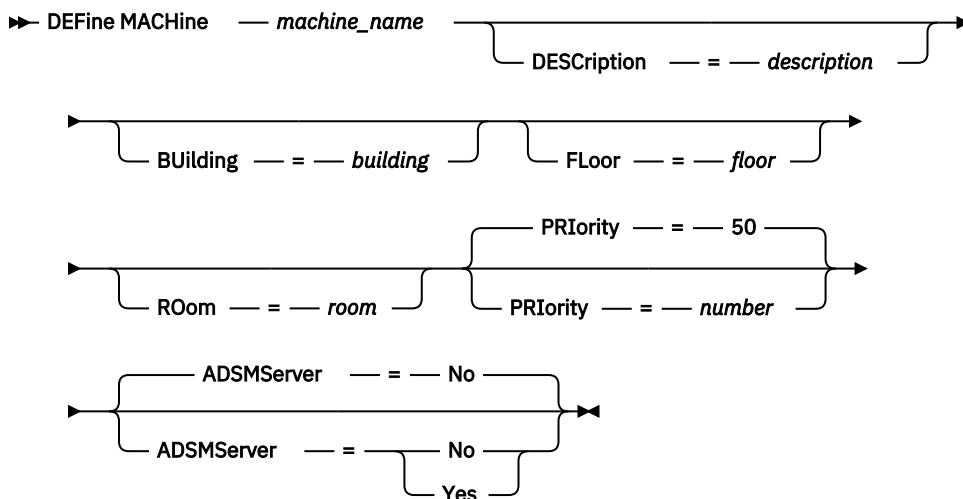 DEFine MACHine machine_name
DESCription = description
BUilding = building FLoor = floor
PRIority = 50
ROom = room PRIority = number
ADSMServer = No
ADSMServer = No
Yes